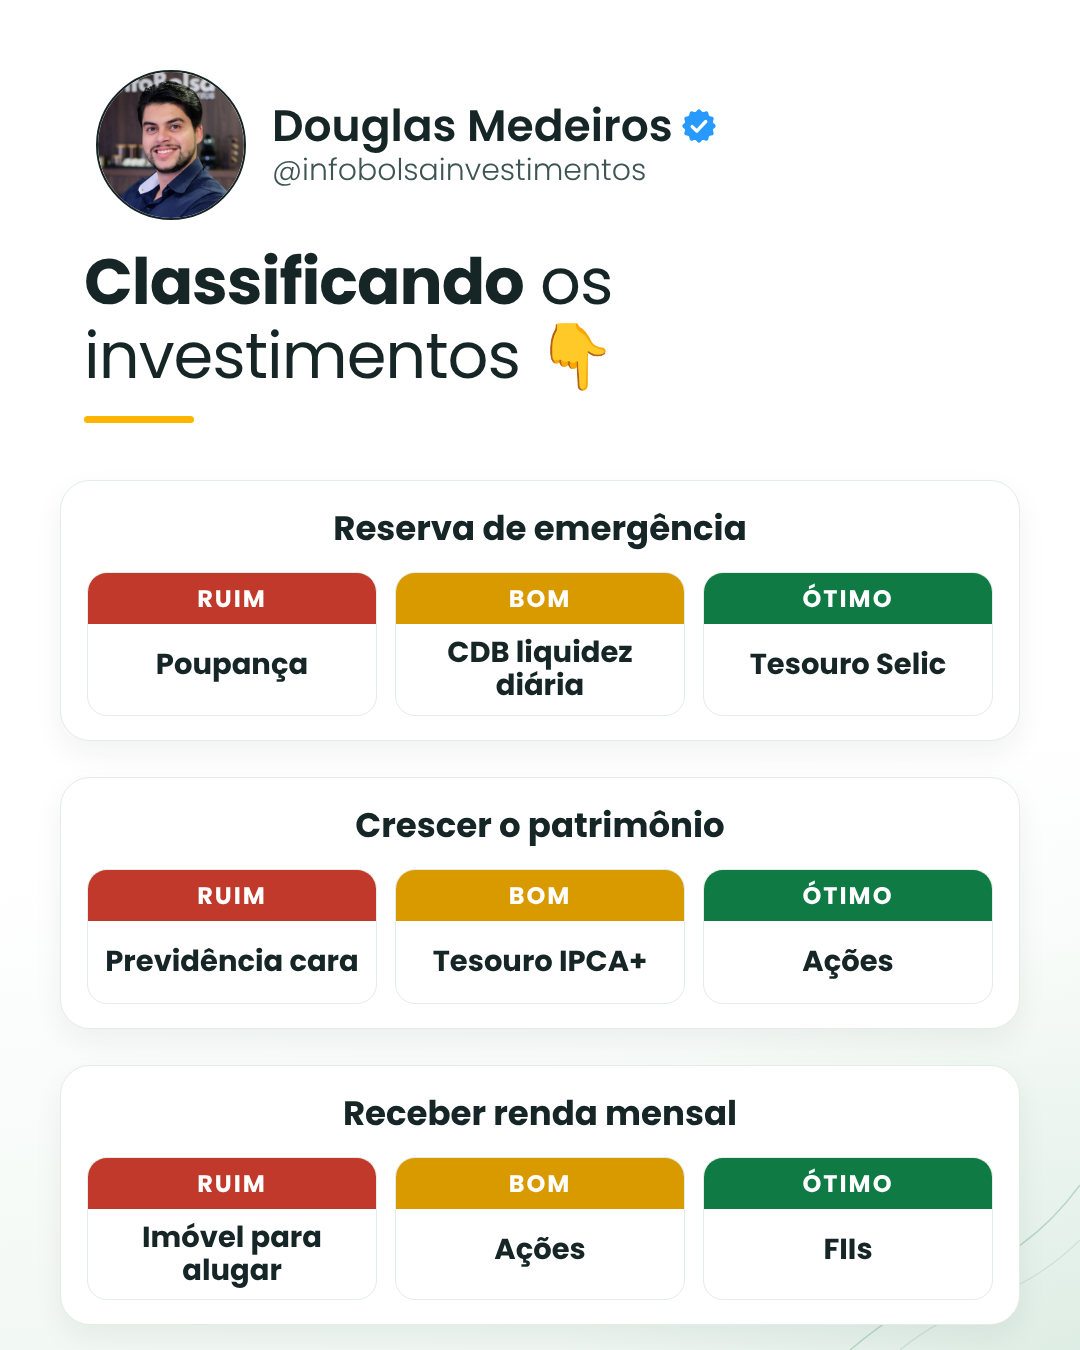 Douglas Medeiros
@infobolsainvestimentos
Classificando os
investimentos 👇
Reserva de emergência
RUIM
BOM
ÓTIMO
Poupança
CDB liquidez
diária
Tesouro Selic
Crescer o patrimônio
RUIM
BOM
ÓTIMO
Previdência cara
Tesouro IPCA+
Ações
Receber renda mensal
RUIM
BOM
ÓTIMO
Imóvel para
alugar
Ações
FIIs